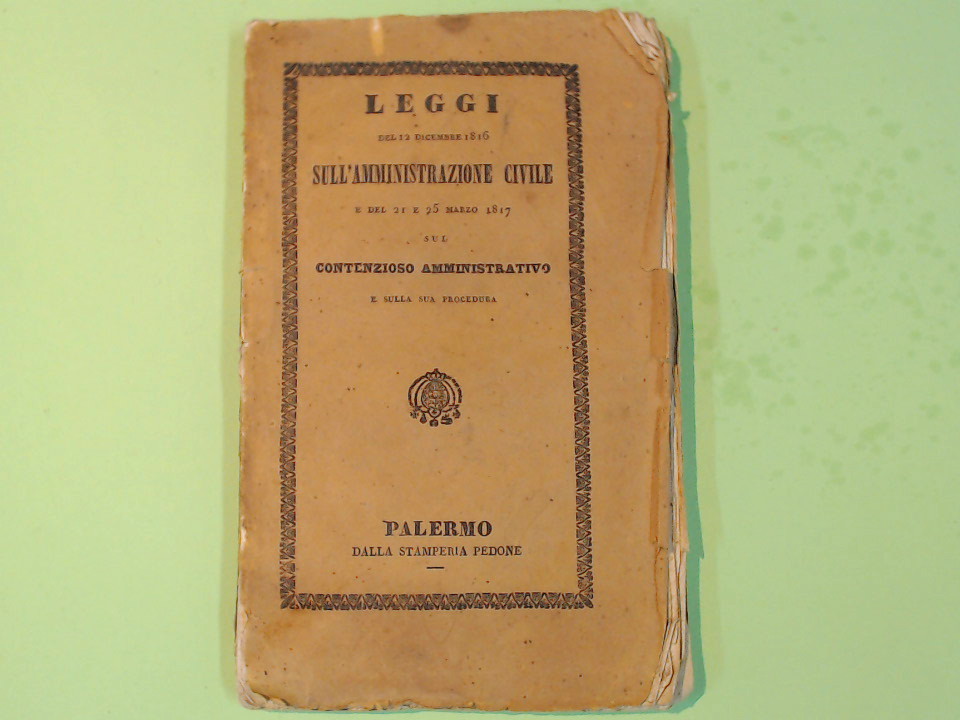 LEGGI
DEL 12 DICEMBRE 1816
SULL'AMMINISTRAZIONE CIVILE
E DEL 21 E 25 MARZO 1817
SUL
CONTENZIOSO AMMINISTRATIVO
E SULLA SUA PROCEDURA
PALERMO
DALLA STAMPERIA PEDONE